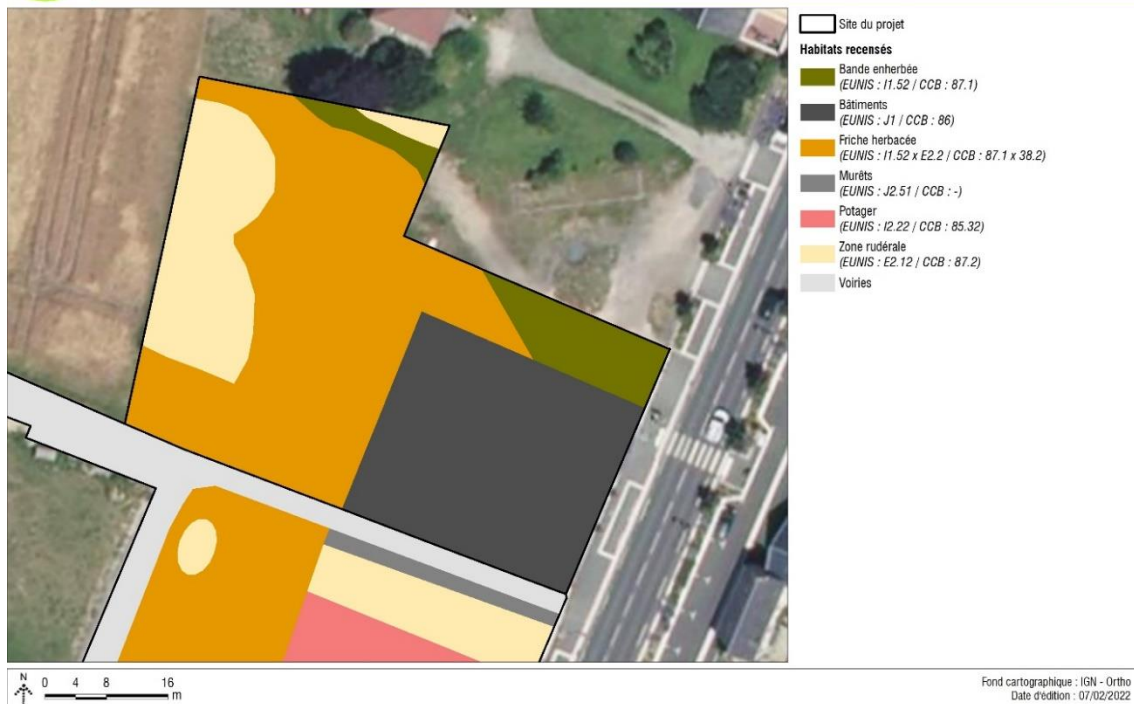 Site du projet
Habitats recensés
Bande enherbée
(EUNIS : I1.52 / CCB : 87.1)
Bâtiments
(EUNIS : J1 / CCB : 86)
Friche herbacée
(EUNIS : I1.52 x E2.2 / CCB : 87.1 x 38.2)
Murêts
(EUNIS : J2.51 / CCB : -)
Potager
(EUNIS : I2.22 / CCB : 85.32)
Zone rudérale
(EUNIS : E2.12 / CCB : 87.2)
Voiries
N
0 4 8 16
m
Fond cartographique : IGN - Ortho
Date d'édition : 07/02/2022